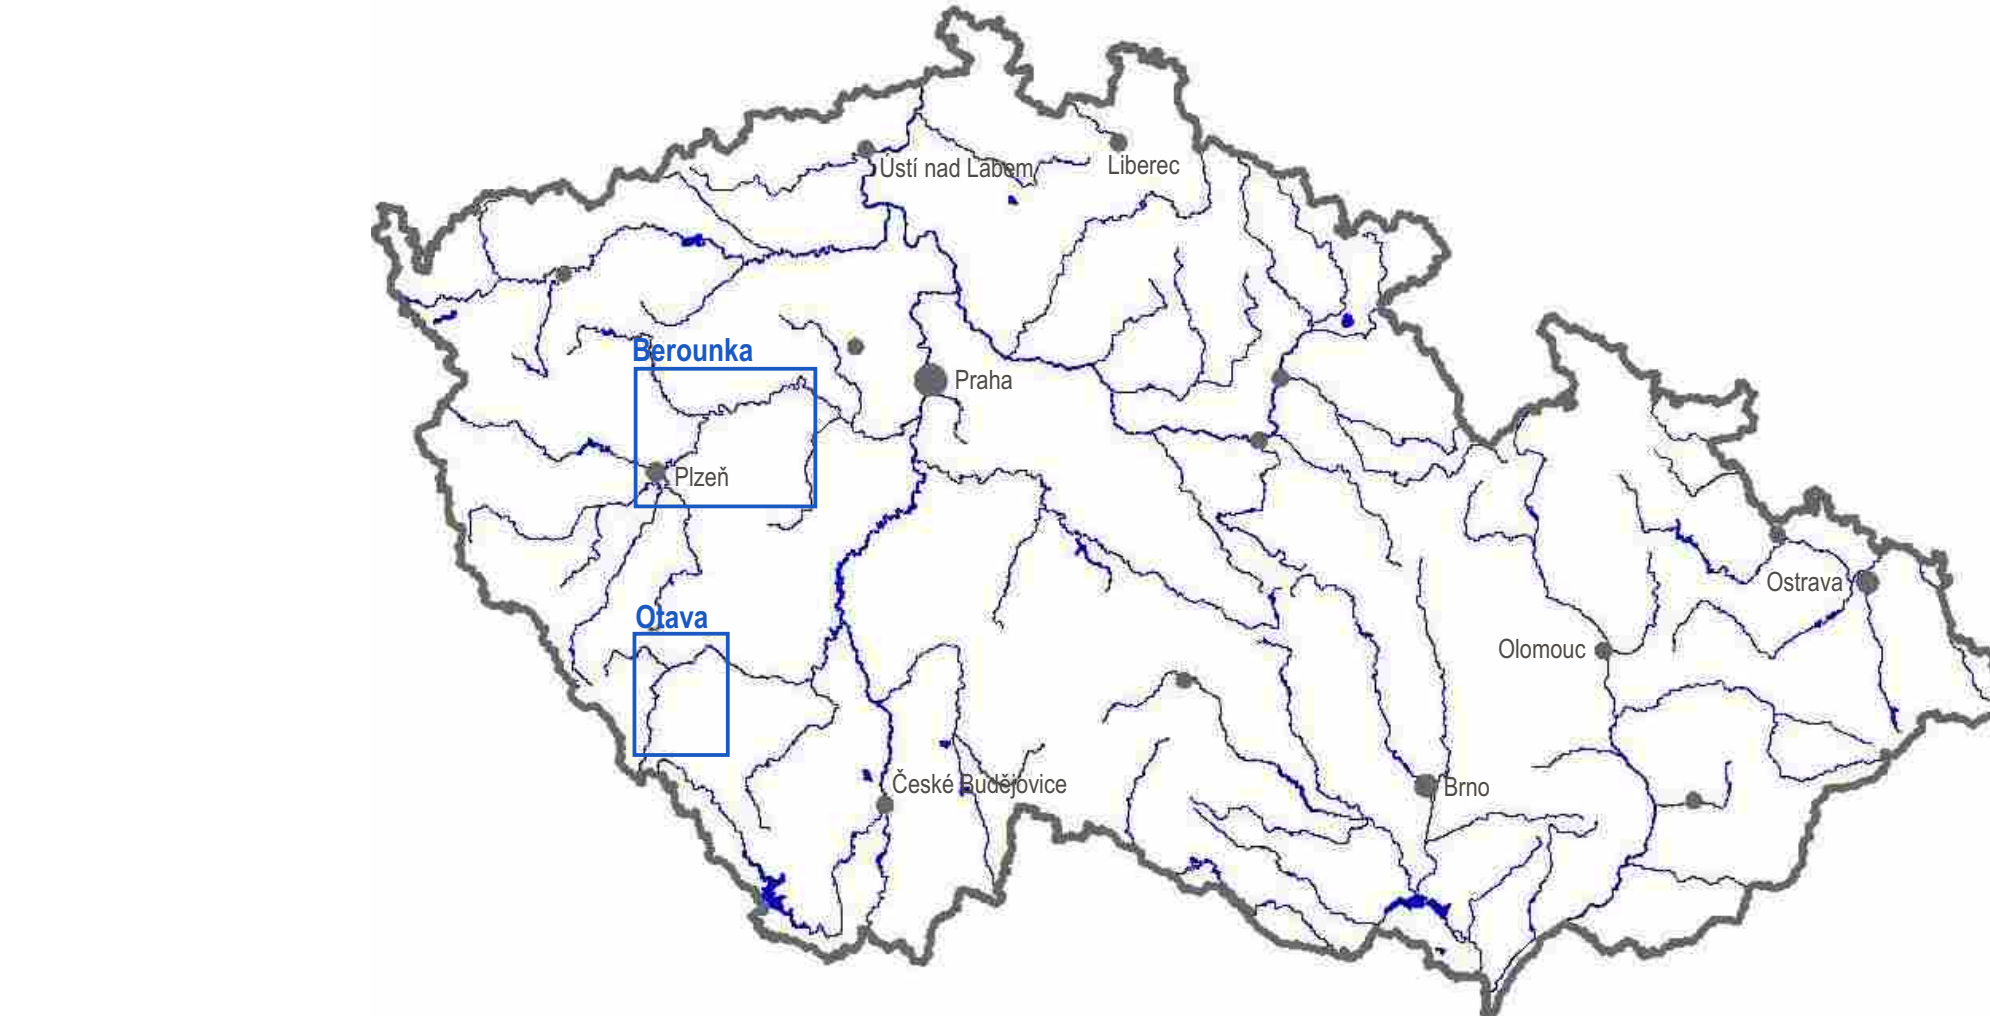 Ústí nad Labem
Liberec
Berounka
Praha
Plzeň
Ostrava
Otava
Olomouc
České Budějovice
Brno